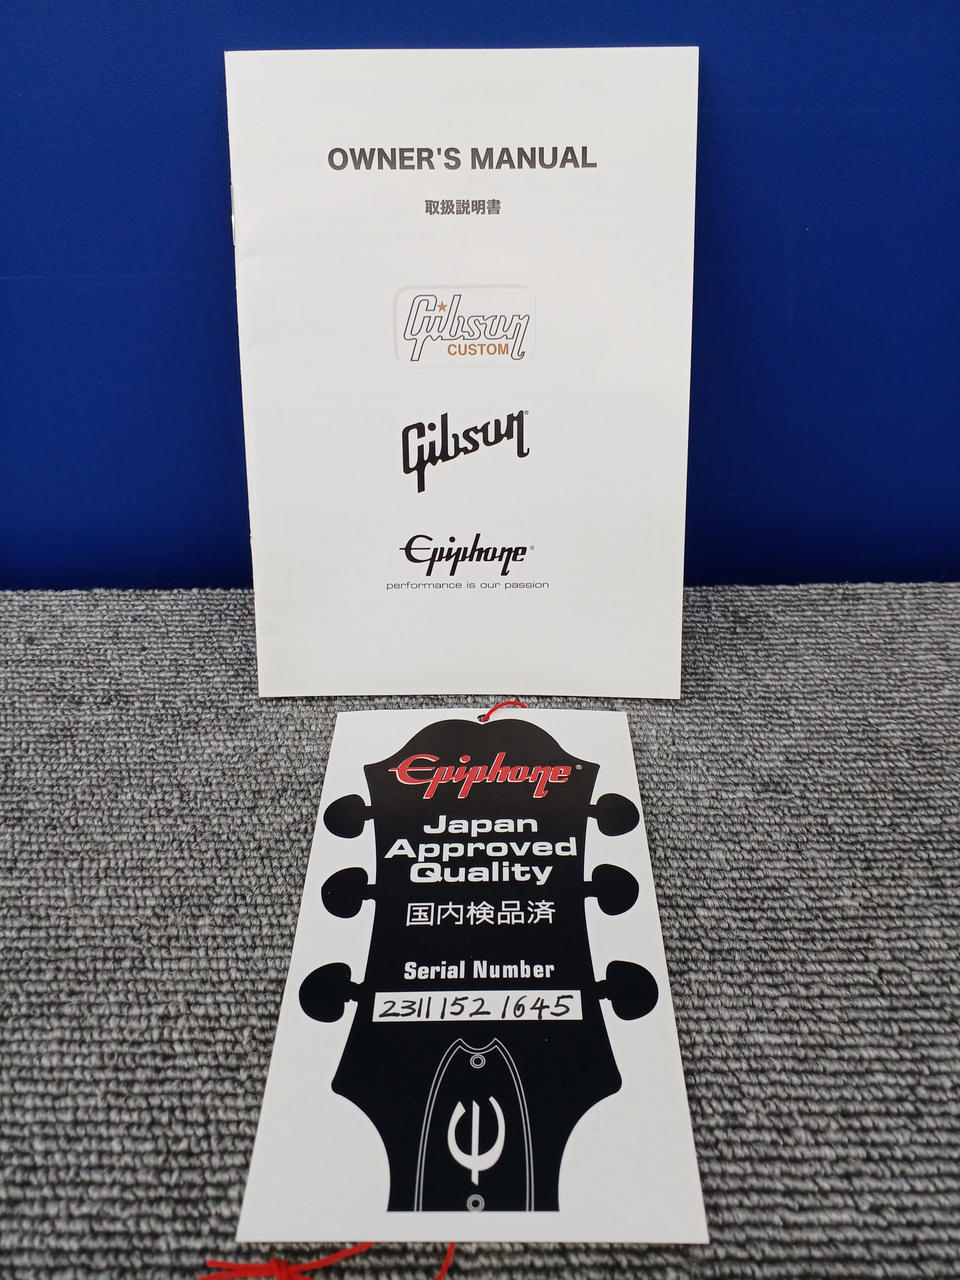 OWNER'S MANUAL
取扱説明書
Gibson
CUSTOM
Gibson
Epiphone
performance is our passion
Epiphone
Japan
Approved
Quality
国内検品済
Serial Number
2311152 1645